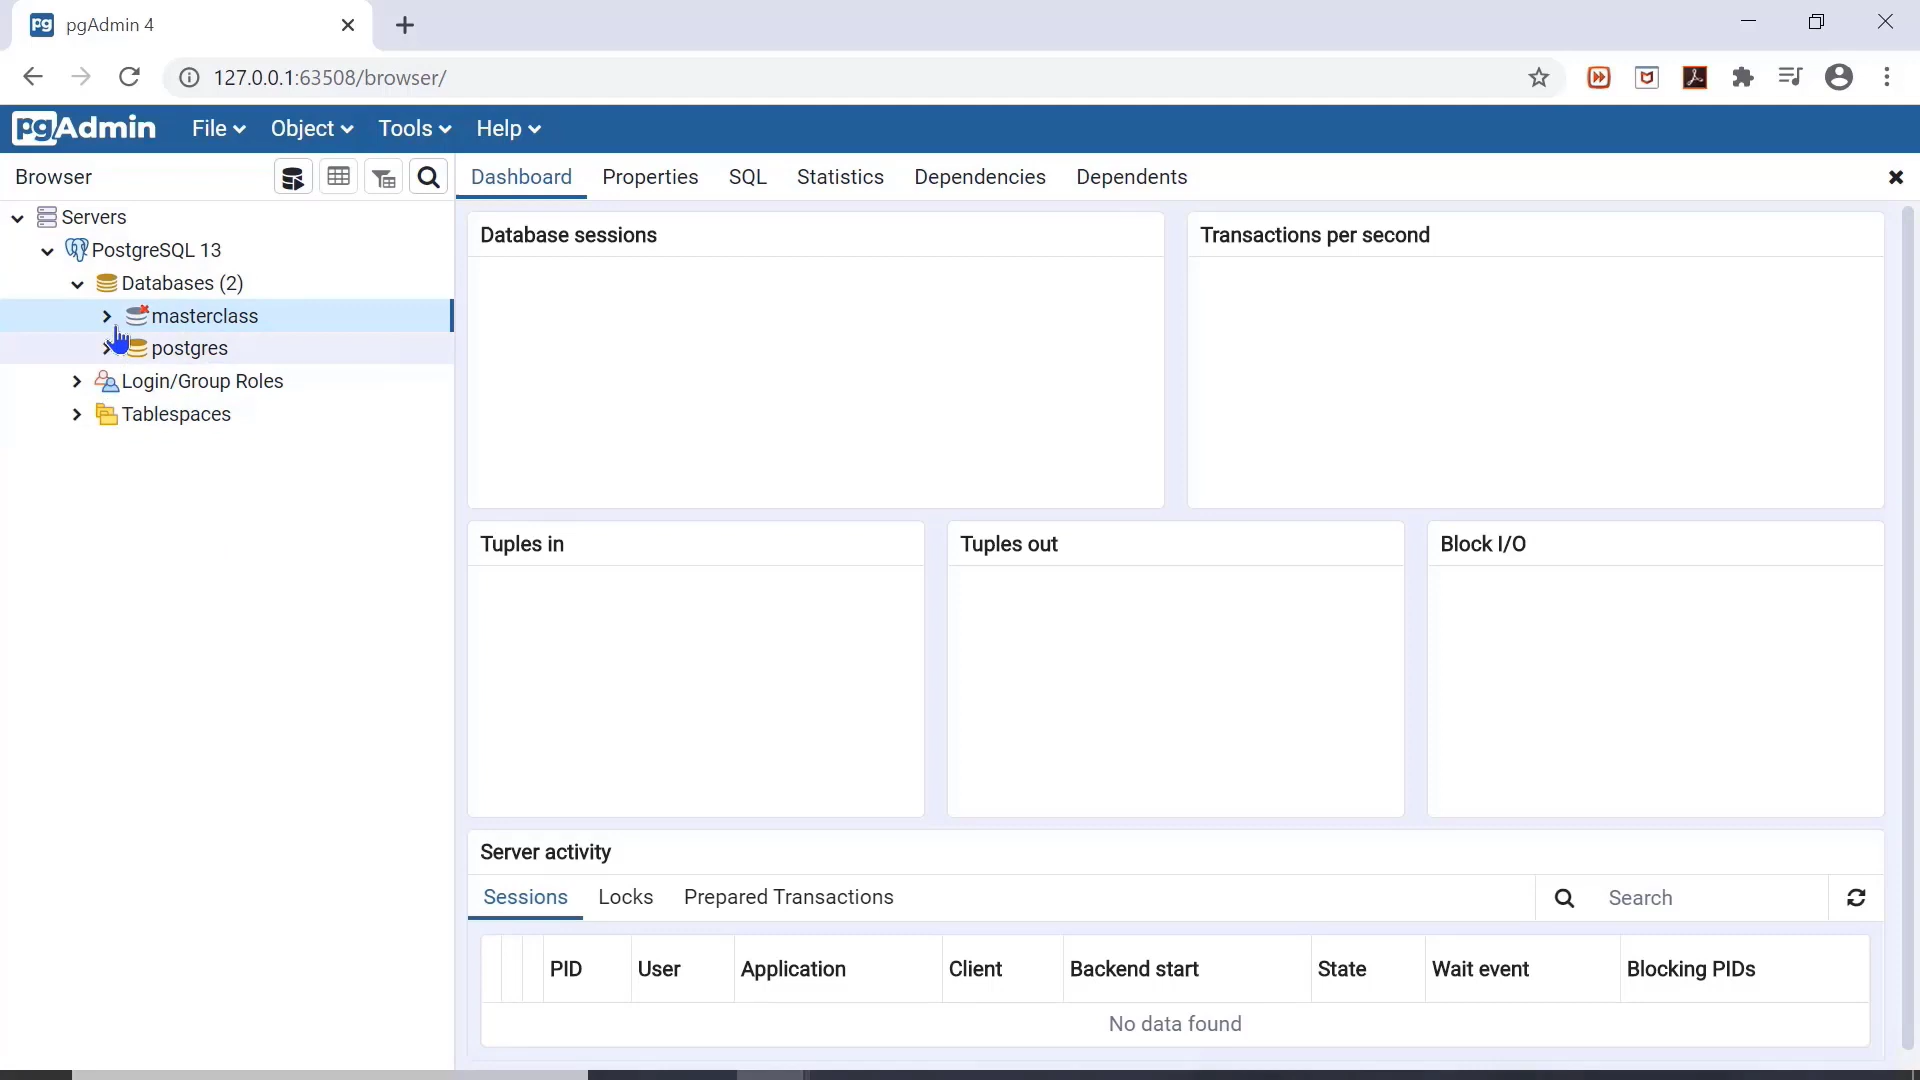 pg pgAdmin 4
127.0.0.1:63508/browser/
pgAdmin File Object Tools Help
Browser Dashboard Properties SQL Statistics Dependencies Dependents
Servers
PostgreSQL 13
Databases (2)
masterclass
postgres
Login/Group Roles
Tablespaces
Database sessions
Transactions per second
Tuples in
Tuples out
Block I/O
Server activity
Sessions Locks Prepared Transactions Search
PID User Application Client Backend start State Wait event Blocking PIDs
No data found